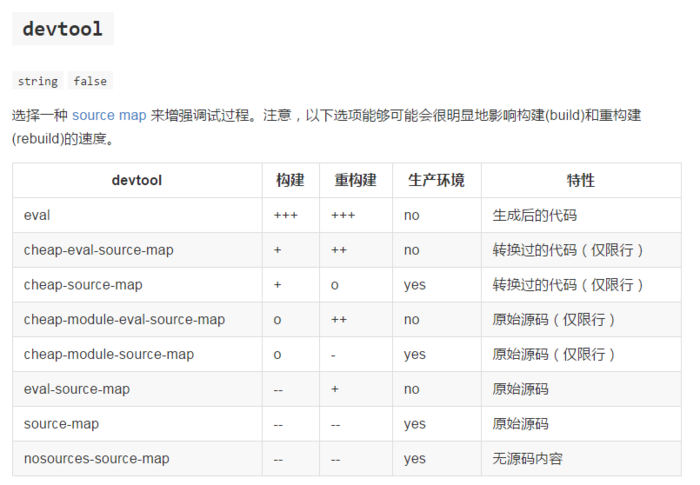 devtool
string false
选择一种 source map 来增强调试过程。注意，以下选项能够可能会很明显地影响构建(build)和重构建
(rebuild)的速度。
devtool 构建 重构建 生产环境 特性
eval +++ +++ no 生成后的代码
cheap-eval-source-map + ++ no 转换过的代码（仅限行）
cheap-source-map + o yes 转换过的代码（仅限行）
cheap-module-eval-source-map o ++ no 原始源码（仅限行）
cheap-module-source-map o - yes 原始源码（仅限行）
eval-source-map -- + no 原始源码
source-map -- -- yes 原始源码
nosources-source-map -- -- yes 无源码内容